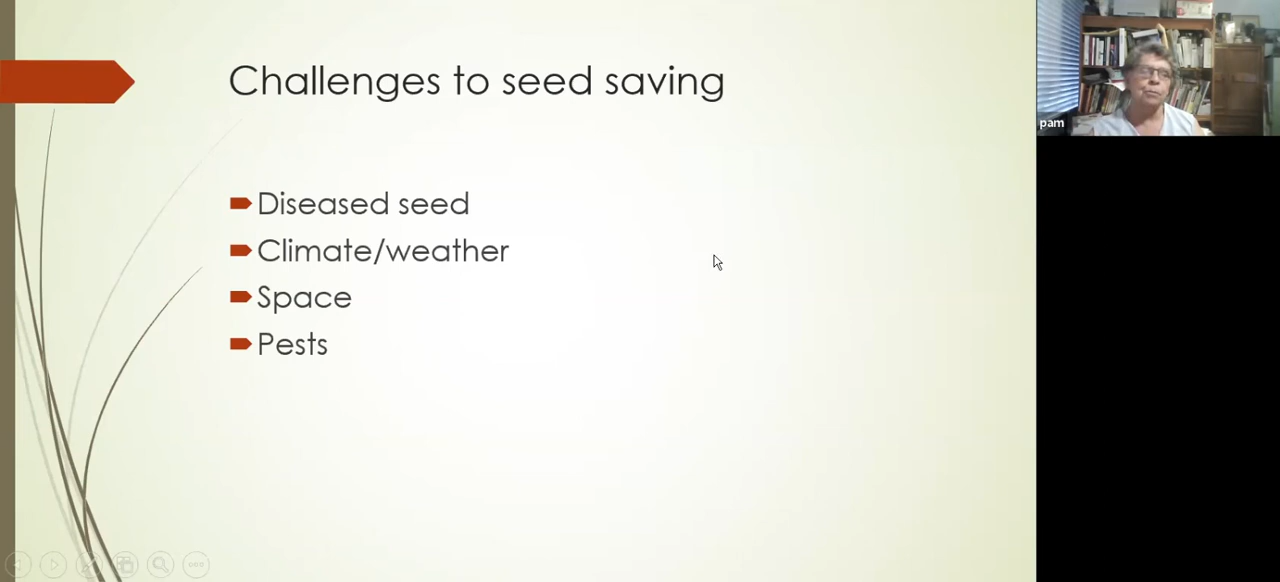 Challenges to seed saving
Diseased seed
Climate/weather
Space
Pests
pam